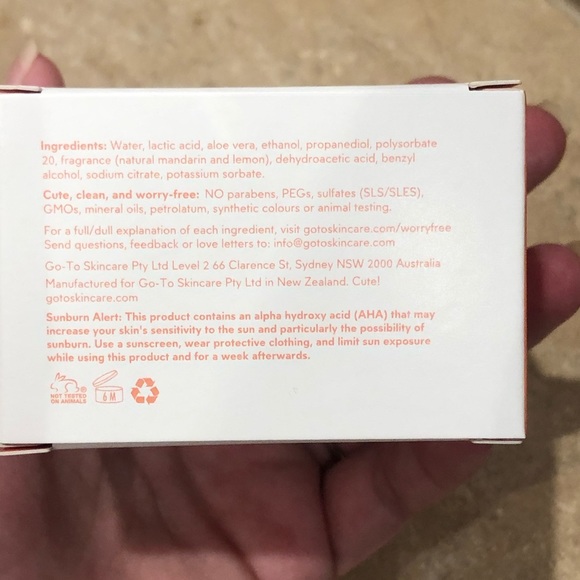 Ingredients: Water, lactic acid, aloe vera, ethanol, propanediol, polysorbate
20, fragrance (natural mandarin and lemon), dehydroacetic acid, benzyl
alcohol, sodium citrate, potassium sorbate.
Cute, clean, and worry-free: NO parabens, PEGs, sulfates (SLS/SLES),
GMOs, mineral oils, petrolatum, synthetic colours or animal testing.
For a full/dull explanation of each ingredient, visit gotoskincare.com/worryfree
Send questions, feedback or love letters to: info@gotoskincare.com
Go-To Skincare Pty Ltd Level 2 66 Clarence St, Sydney NSW 2000 Australia
Manufactured for Go-To Skincare Pty Ltd in New Zealand. Cute!
gotoskincare.com
Sunburn Alert: This product contains an alpha hydroxy acid (AHA) that may
increase your skin's sensitivity to the sun and particularly the possibility of
sunburn. Use a sunscreen, wear protective clothing, and limit sun exposure
while using this product and for a week afterwards.
NOT TESTED
ON ANIMALS
®
6 M